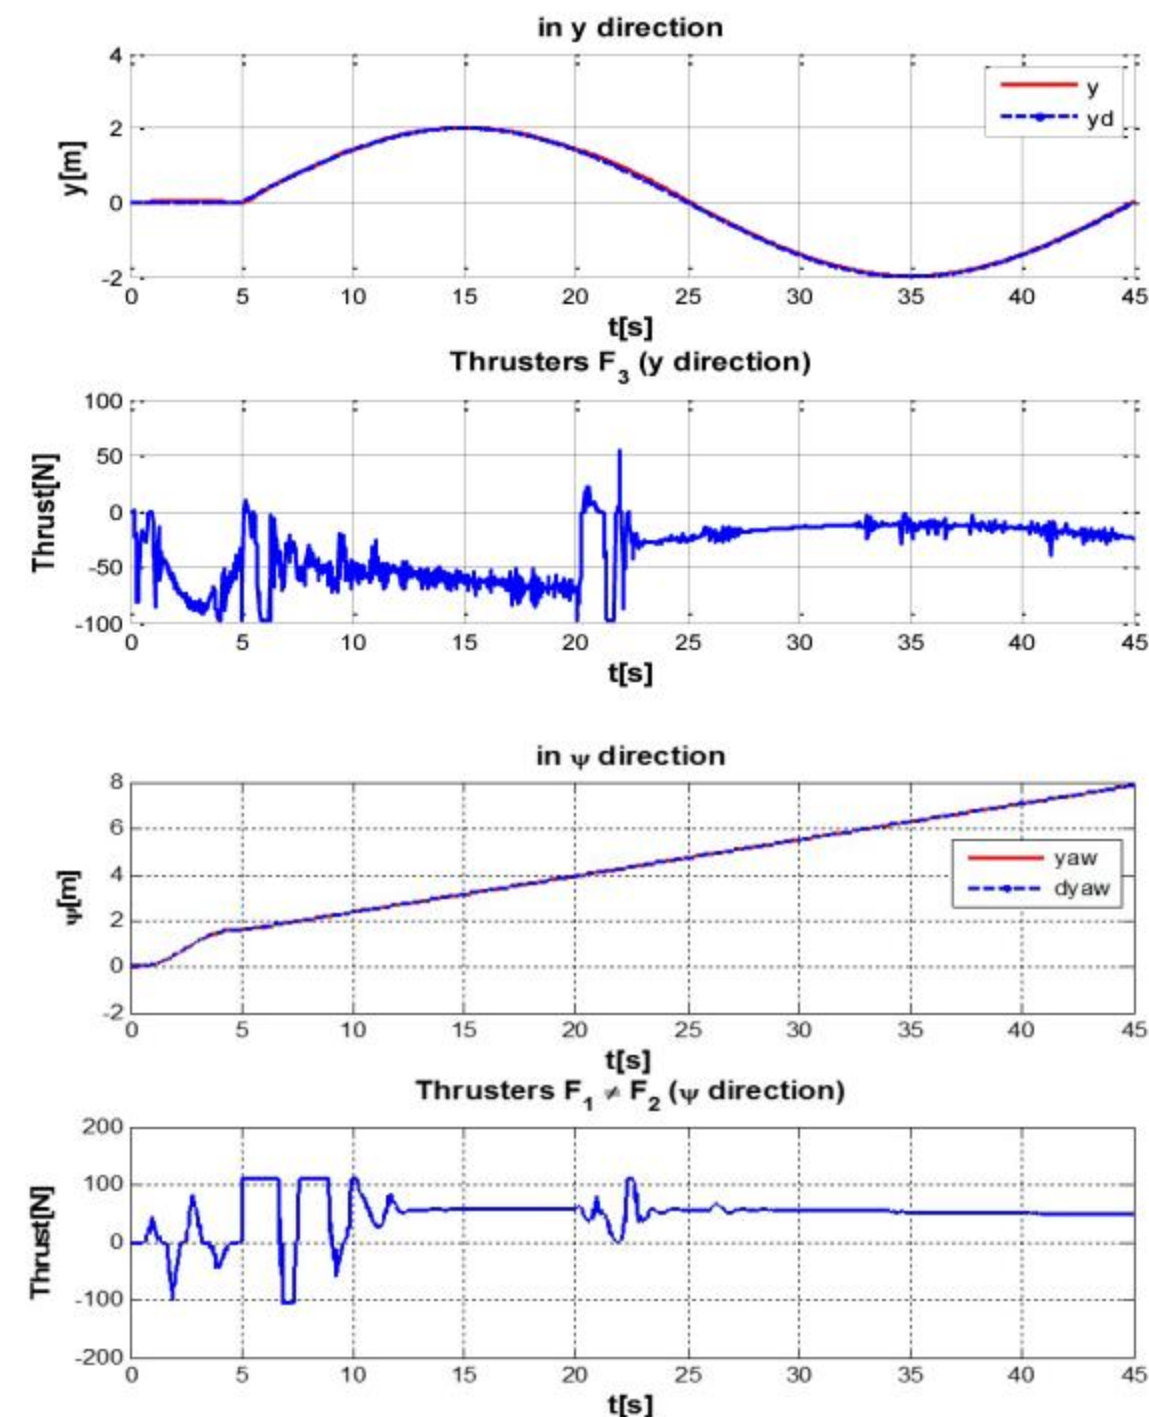 in y direction
4
2
0
-2
y[m]
y
yd
0 5 10 15 20 25 30 35 40 45
t[s]
Thrusters F3 (y direction)
100
50
0
-50
-100
Thrust[N]
0 5 10 15 20 25 30 35 40 45
t[s]
in ψ direction
8
6
4
2
0
-2
ψ[m]
yaw
dyaw
0 5 10 15 20 25 30 35 40 45
t[s]
Thrusters F1 ≠ F2 (ψ direction)
200
100
0
-100
-200
Thrust[N]
0 5 10 15 20 25 30 35 40 45
t[s]